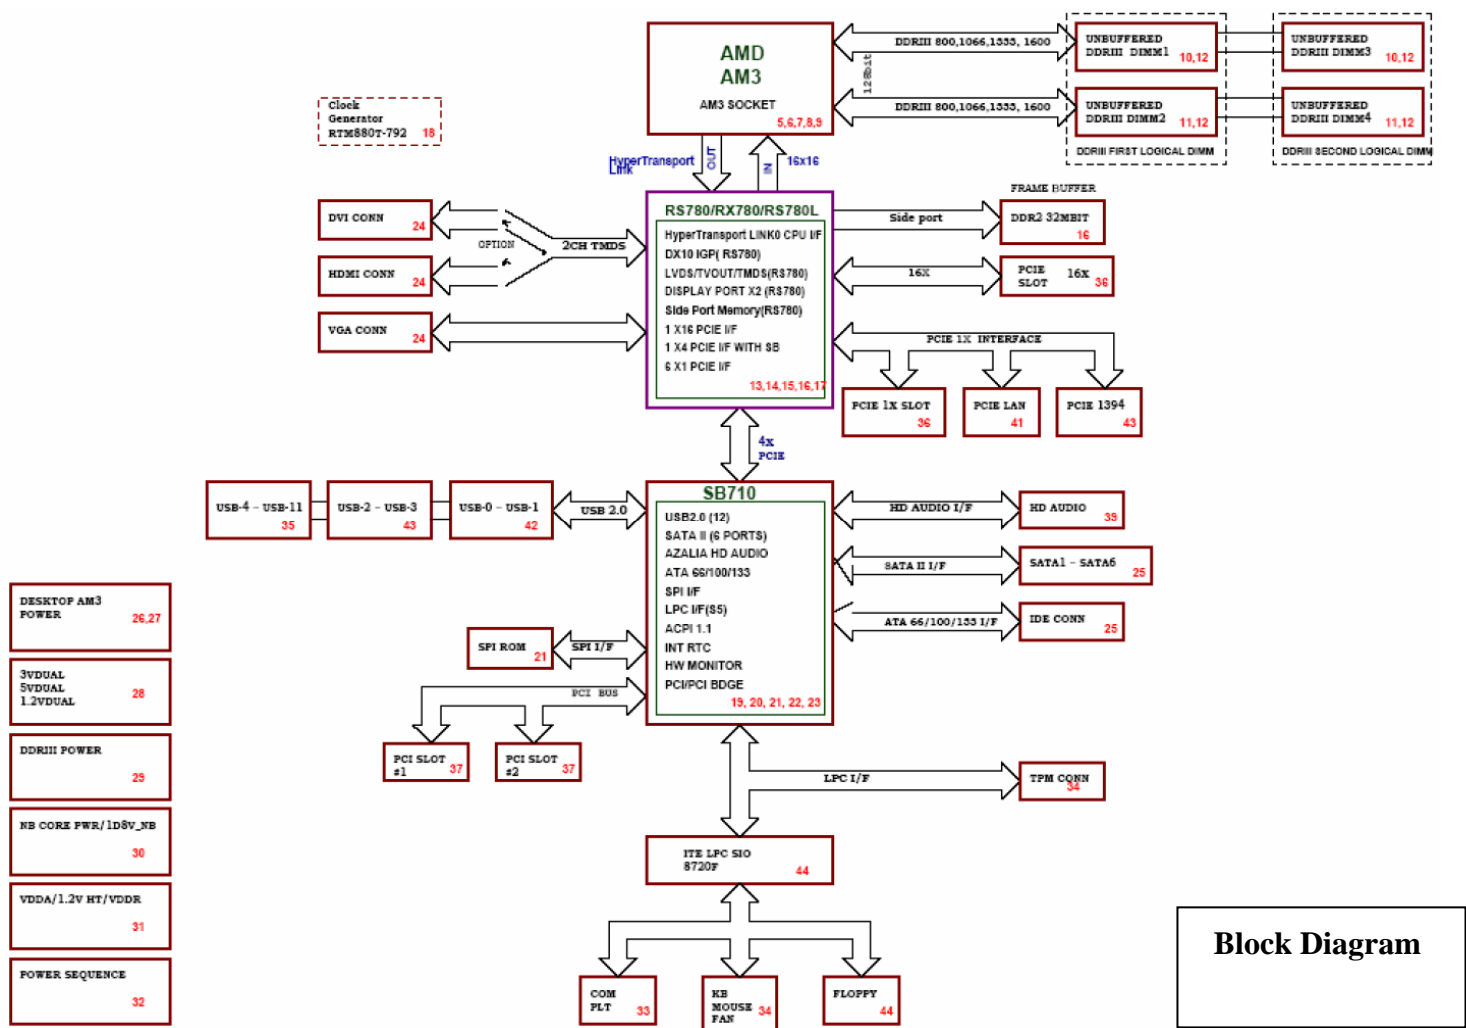 AMD
AM3
AM3 SOCKET
5,6,7,8,9
DDRIII 800,1066,1333, 1600
128bit
DDRIII 800,1066,1333, 1600
UNBUFFERED
DDRIII DIMM1
10,12
UNBUFFERED
DDRIII DIMM3
10,12
UNBUFFERED
DDRIII DIMM2
11,12
UNBUFFERED
DDRIII DIMM4
11,12
DDRIII FIRST LOGICAL DIMM
DDRIII SECOND LOGICAL DIMM
Clock
Generator
RTM880T-792
18
HyperTransport
Link
OUT
IN
16x16
RS780/RX780/RS780L
HyperTransport LINK0 CPU I/F
DX10 IGP( RS780)
LVDS/TVOUT/TMDS(RS780)
DISPLAY PORT X2 (RS780)
Side Port Memory(RS780)
1 X16 PCIE I/F
1 X4 PCIE I/F WITH SB
6 X1 PCIE I/F
13,14,15,16,17
DVI CONN
24
OPTION
2CH TMDS
HDMI CONN
24
VGA CONN
24
FRAME BUFFER
Side port
DDR2 32MBIT
16
16X
PCIE 16x
SLOT
36
PCIE 1X INTERFACE
PCIE 1X SLOT
36
PCIE LAN
41
PCIE 1394
43
4x
PCIE
SB710
USB2.0 (12)
SATA II (6 PORTS)
AZALIA HD AUDIO
ATA 66/100/133
SPI I/F
LPC I/F(S5)
ACPI 1.1
INT RTC
HW MONITOR
PCI/PCI BDGE
19, 20, 21, 22, 23
USB-4 - USB-11
35
USB-2 - USB-3
43
USB-0 - USB-1
42
USB 2.0
HD AUDIO I/F
HD AUDIO
39
SATA II I/F
SATA1 - SATA6
25
ATA 66/100/133 I/F
IDE CONN
25
SPI ROM
21
SPI I/F
PCI BUS
PCI SLOT
#1
37
PCI SLOT
#2
37
LPC I/F
TPM CONN
34
ITE LPC SIO
8720F
44
COM
PLT
33
KB
MOUSE
FAN
34
FLOPPY
44
DESKTOP AM3
POWER
26,27
3VDUAL
5VDUAL
1.2VDUAL
28
DDRIII POWER
29
NB CORE PWR/1D8V_NB
30
VDDA/1.2V HT/VDDR
31
POWER SEQUENCE
32
Block Diagram